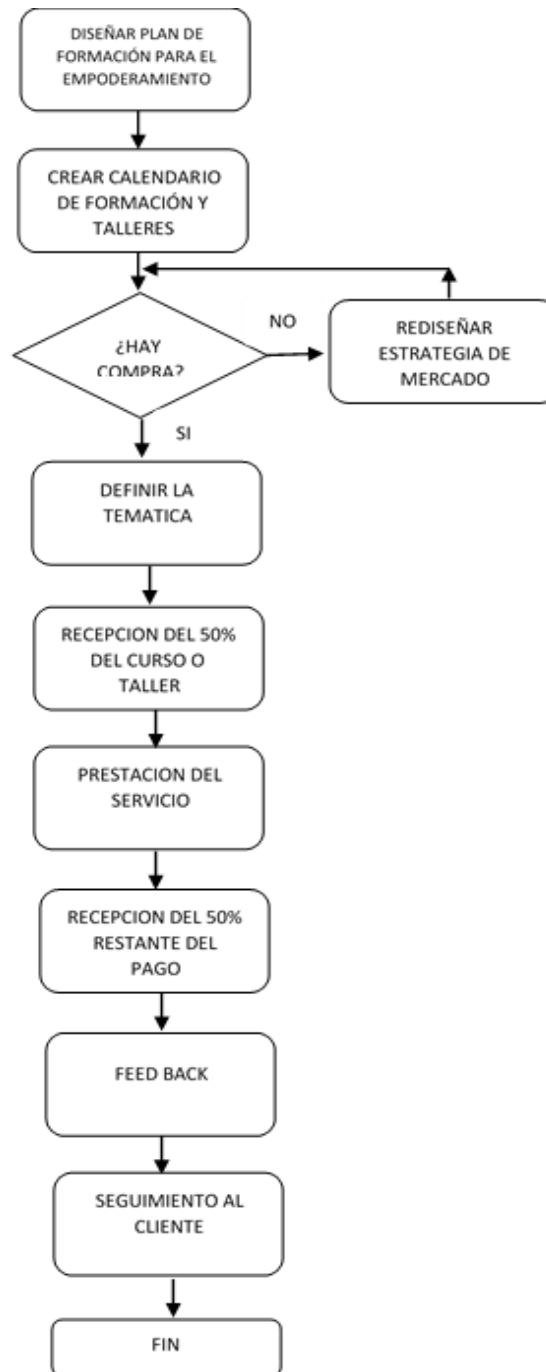 DISEÑAR PLAN DE
FORMACIÓN PARA EL
EMPODERAMIENTO
CREAR CALENDARIO
DE FORMACIÓN Y
TALLERES
¿HAY
COMPRA?
NO
REDISEÑAR
ESTRATEGIA DE
MERCADO
SI
DEFINIR LA
TEMATICA
RECEPCION DEL 50%
DEL CURSO O
TALLER
PRESTACION DEL
SERVICIO
RECEPCION DEL 50%
RESTANTE DEL
PAGO
FEED BACK
SEGUIMIENTO AL
CLIENTE
FIN